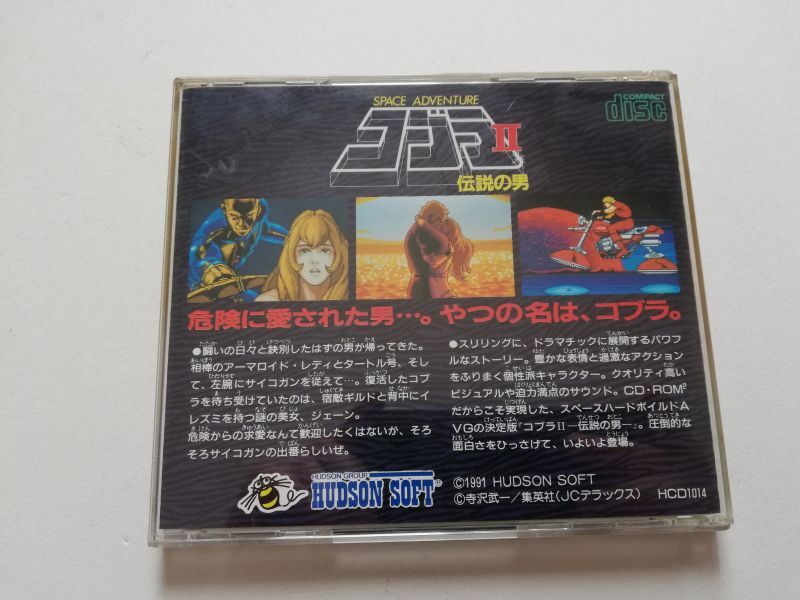 SPACE ADVENTURE
コブラII
伝説の男
COMPACT
disc
危険に愛された男…。やつの名は、コブラ。
●闘いの日々と訣別したはずの男が帰ってきた。
相棒のアーマロイド・レディとタートル号、そし
て、左腕にサイコガンを従えて…。復活したコブ
ラを待ち受けていたのは、宿敵ギルドと背中にイ
レズミを持つ謎の美女、ジェーン。
危険からの求愛なんて歓迎したくはないが、そろ
そろサイコガンの出番らしいぜ。
●スリリングに、ドラマチックに展開するパワフ
ルなストーリー。豊かな表情と過激なアクション
をふりまく個性派キャラクター。クオリティ高い
ビジュアルや迫力満点のサウンド。CD・ROM²
だからこそ実現した、スペースハードボイルドA
VGの決定版『コブラII－伝説の男－』。圧倒的な
面白さをひっさげて、いよいよ登場。
HUDSON GROUP
HUDSON SOFT®
©1991 HUDSON SOFT
©寺沢武一／集英社(JCデラックス)
HCD1014